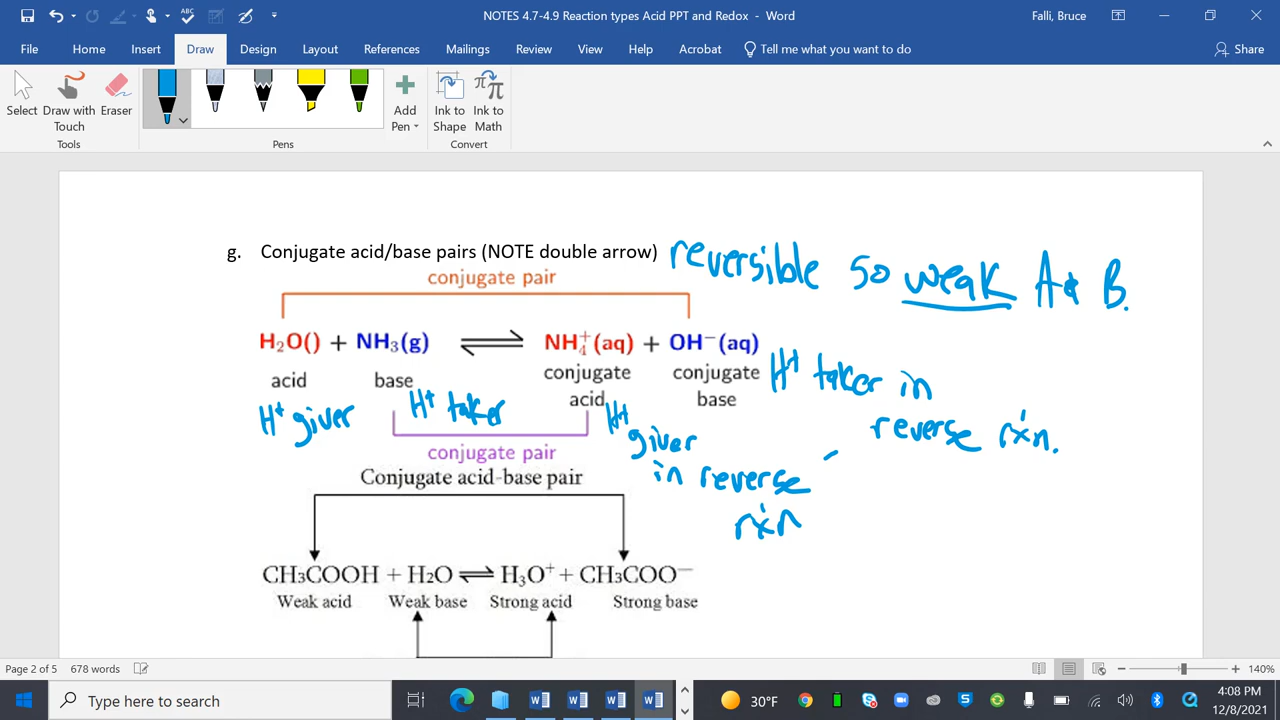 NOTES 4.7-4.9 Reaction types Acid PPT and Redox - Word
Falli, Bruce
File Home Insert Draw Design Layout References Mailings Review View Help Acrobat Tell me what you want to do Share
Select Draw with Touch Eraser Add Pen Ink to Shape Ink to Math
Tools Pens Convert
g. Conjugate acid/base pairs (NOTE double arrow) reversible so weak A & B.
conjugate pair
H₂O() + NH₃(g) ⇌ NH₄⁺(aq) + OH⁻(aq)
acid base conjugate acid conjugate base
H⁺ giver H⁺ taker H⁺ giver in reverse rxn
H⁺ taker in reverse rxn.
conjugate pair
Conjugate acid-base pair
CH₃COOH + H₂O ⇌ H₃O⁺ + CH₃COO⁻
Weak acid Weak base Strong acid Strong base
Page 2 of 5 678 words 140%
Type here to search 30°F 4:08 PM
12/8/2021